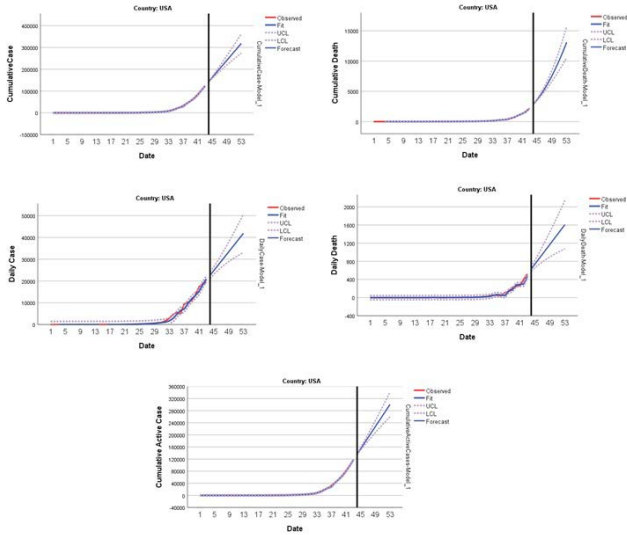 Country: USA
400000
300000
200000
100000
0
-100000
CumulativeCase
1 5 9 13 17 21 25 29 33 37 41 45 49 53
Date
Observed
Fit
UCL
LCL
Forecast
CumulativeCase-Model_1
Country: USA
15000
10000
5000
0
Cumulative Death
1 5 9 13 17 21 25 29 33 37 41 45 49 53
Date
Observed
Fit
UCL
LCL
Forecast
CumulativeDeath-Model_1
Country: USA
50000
40000
30000
20000
10000
0
Daily Case
1 5 9 13 17 21 25 29 33 37 41 45 49 53
Date
Observed
Fit
UCL
LCL
Forecast
DailyCase-Model_1
Country: USA
2000
1600
1200
800
400
0
-400
Daily Death
1 5 9 13 17 21 25 29 33 37 41 45 49 53
Date
Observed
Fit
UCL
LCL
Forecast
DailyDeath-Model_1
Country: USA
360000
320000
280000
240000
200000
160000
120000
80000
40000
0
-40000
Cumulative Active Case
1 5 9 13 17 21 25 29 33 37 41 45 49 53
Date
Observed
Fit
UCL
LCL
Forecast
CumulativeActiveCases-Model_1